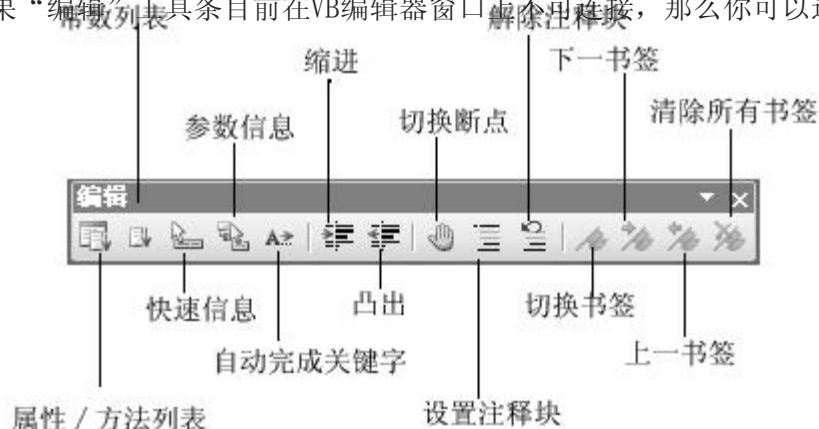 果“编辑”工具条目前在VB编辑器窗口上不可连接，那么你可以
常数列表
解除注释块
缩进
下一书签
参数信息
切换断点
清除所有书签
编辑
快速信息
凸出
切换书签
自动完成关键字
上一书签
属性/方法列表
设置注释块